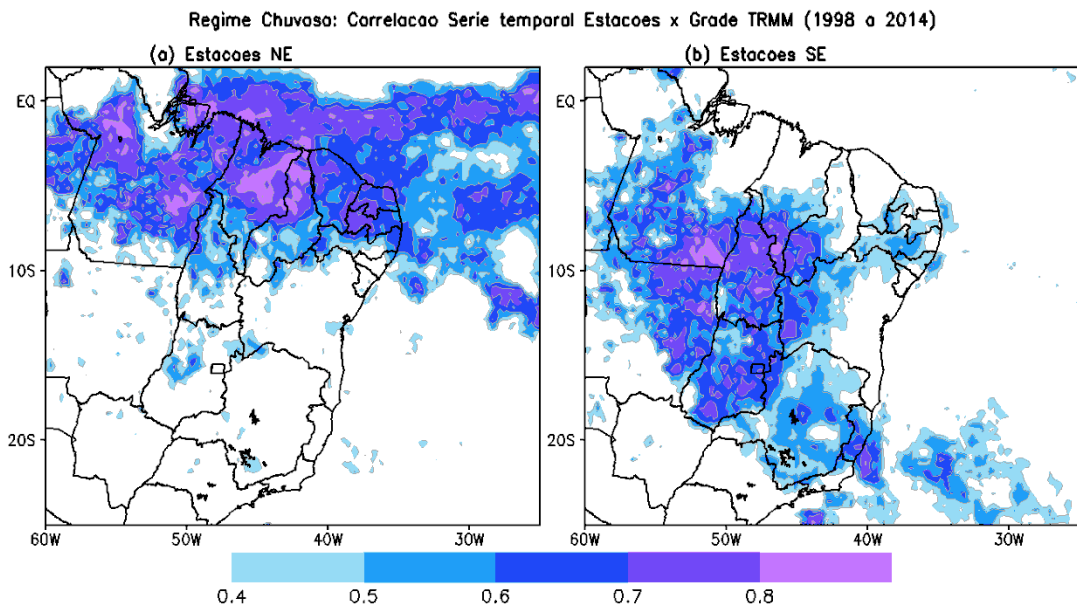 Regime Chuvosa: Correlacao Serie temporal Estacoes x Grade TRMM (1998 a 2014)
(a) Estacoes NE
(b) Estacoes SE
EQ
10S
20S
60W
50W
40W
30W
EQ
10S
20S
60W
50W
40W
30W
0.4
0.5
0.6
0.7
0.8